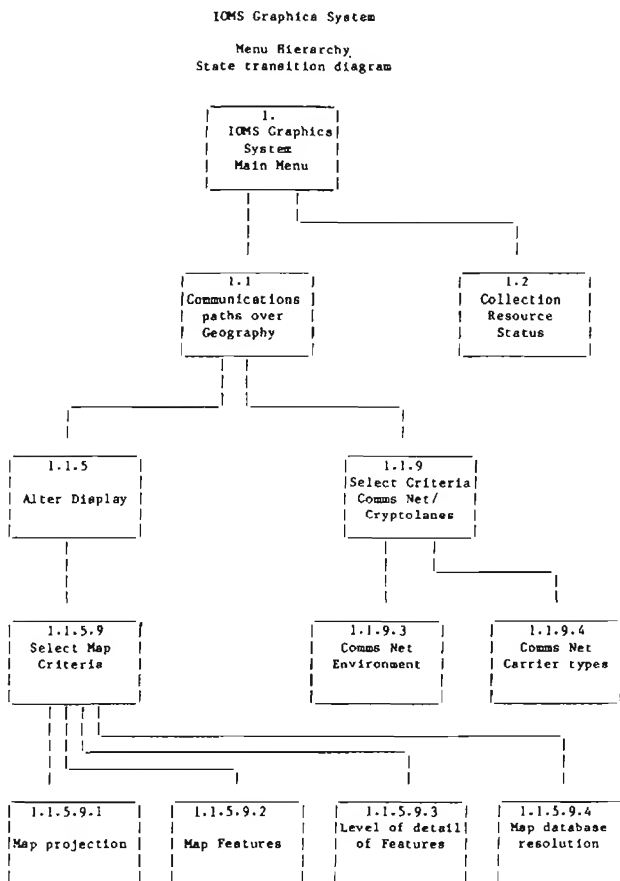 IOMS Graphics System
Menu Hierarchy
State transition diagram
1.
IOMS Graphics
System
Main Menu
1.1
Communications
paths over
Geography
1.2
Collection
Resource
Status
1.1.5
Alter Display
1.1.9
Select Criteria
Comms Net/
Cryptolanes
1.1.5.9
Select Map
Criteria
1.1.9.3
Comms Net
Environment
1.1.9.4
Comms Net
Carrier types
1.1.5.9.1
Map projection
1.1.5.9.2
Map Features
1.1.5.9.3
Level of detail
of Features
1.1.5.9.4
Map database
resolution